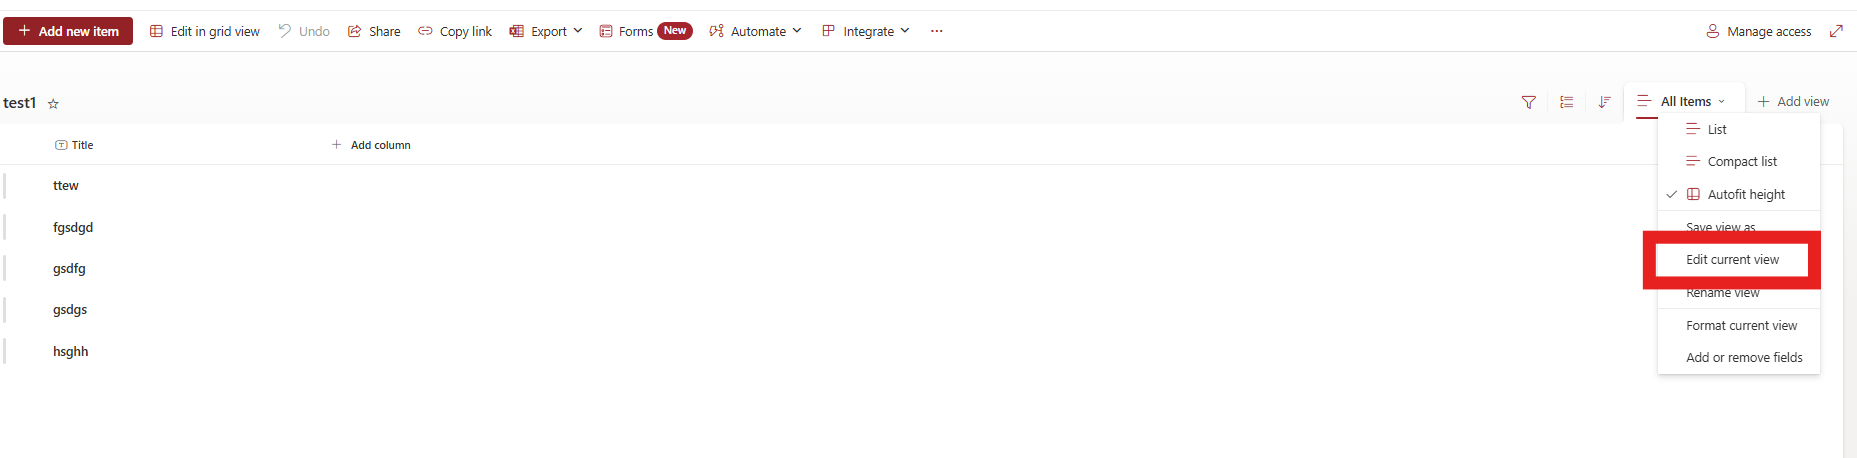 Add new item Edit in grid view Undo Share Copy link Export Forms New Automate Integrate ... Manage access
test1 All Items Add view
Title Add column
ttew
fgsdgd
gsdfg
gsdgs
hsghh
List
Compact list
Autofit height
Save view as
Edit current view
Rename view
Format current view
Add or remove fields